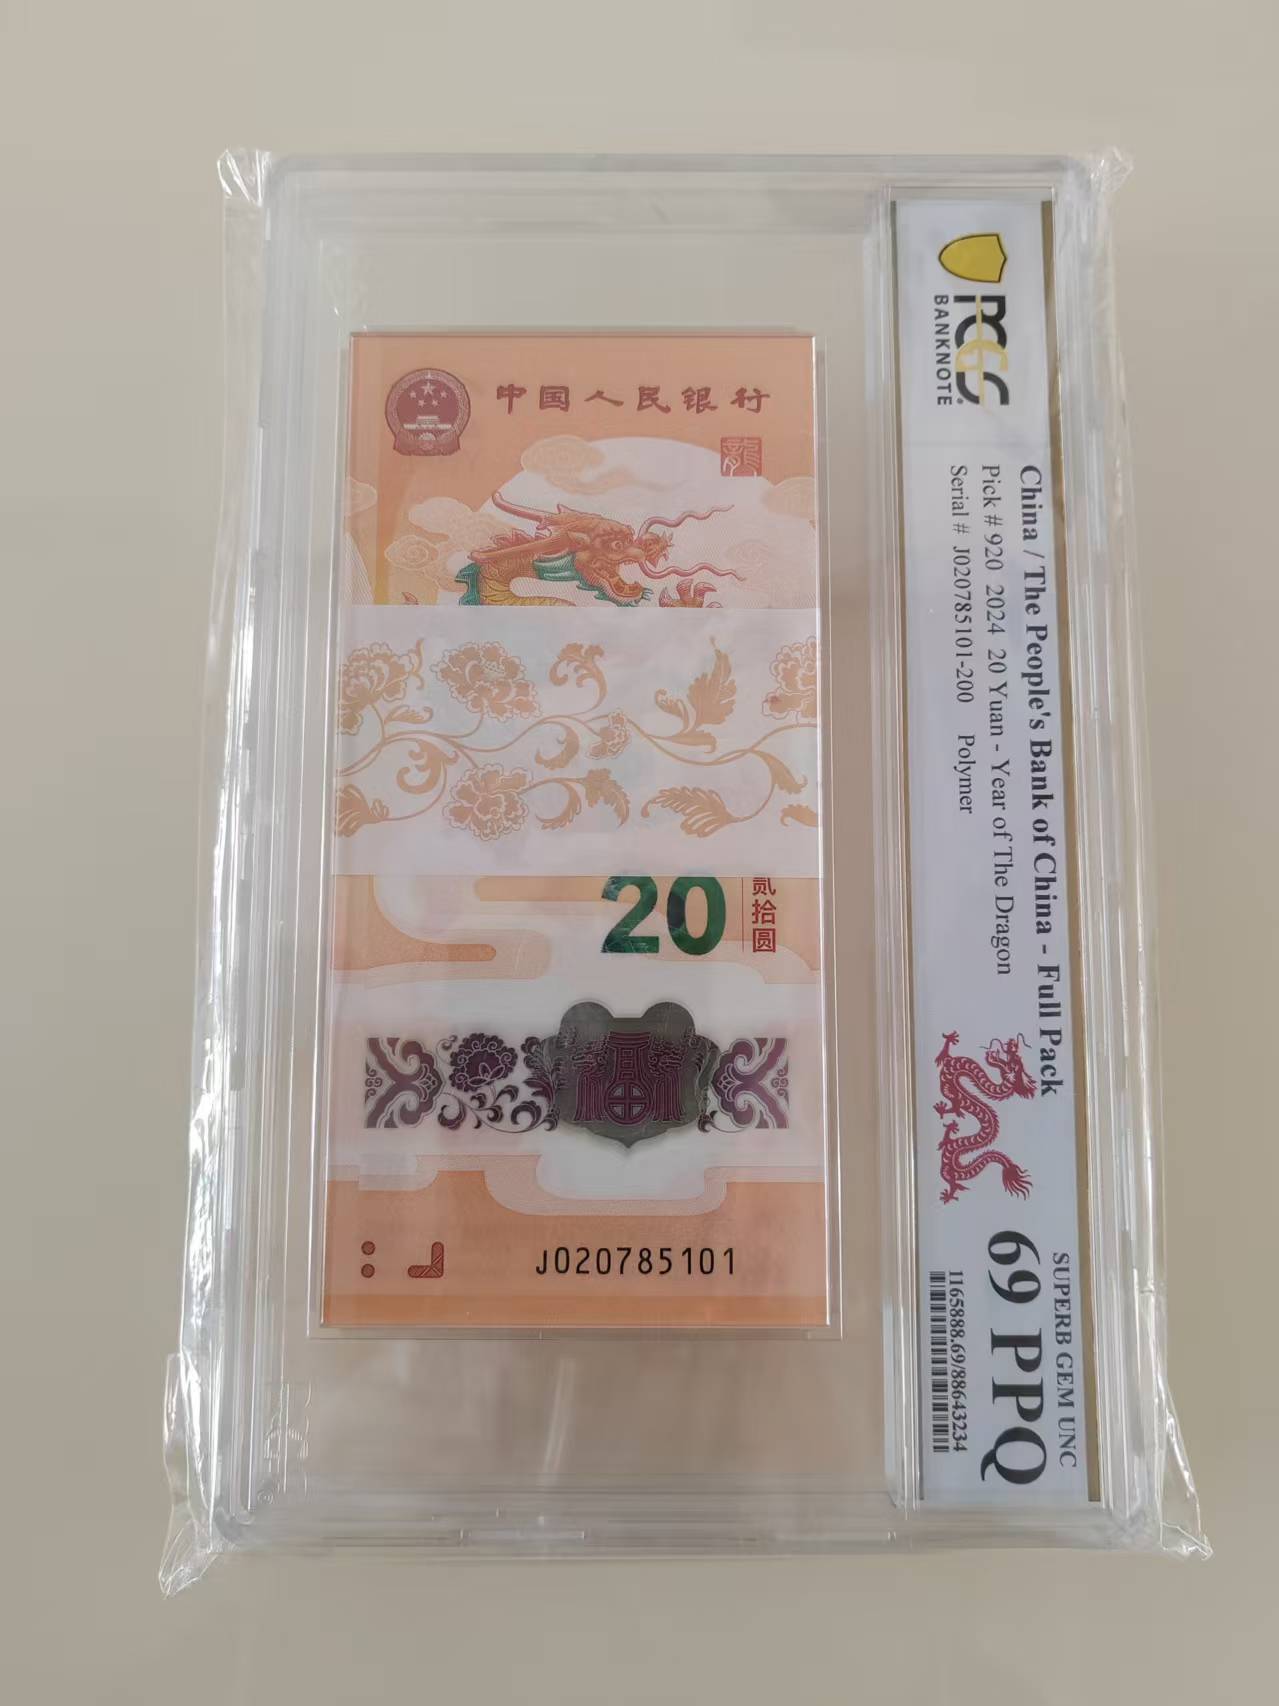 中国人民银行
龍
20
贰拾圆
J020785101
PCGS
BANKNOTE
China / The People's Bank of China - Full Pack
Pick # 920 2024 20 Yuan - Year of The Dragon
Serial # J020785101-200 Polymer
SUPERB GEM UNC
69 PPQ
1165888.69/88643234